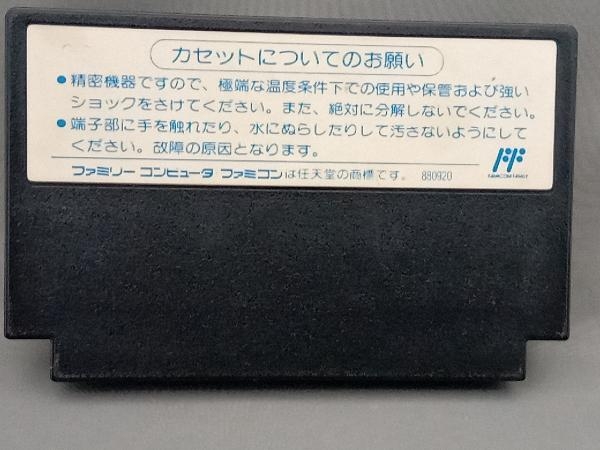 カセットについてのお願い
●精密機器ですので、極端な温度条件下での使用や保管および強い
ショックをさけてください。また、絶対に分解しないでください。
●端子部に手を触れたり、水にぬらしたりして汚さないようにして
ください。故障の原因となります。
ファミリーコンピュータ ファミコンは任天堂の商標です。 880920
FAMICOM FAMILY